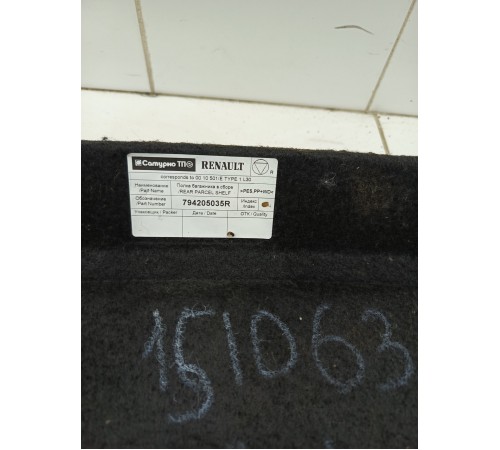 Сатурно ТП RENAULT R
corresponds to 00 10 501/E TYPE 1 L30
Наименование /Part Name Полка багажника в сборе /REAR PARCEL SHELF >PES,PP+WD<
Обозначение /Part Number 794205035R Индекс /Index
Упаковщик / Packer Дата / Date ОТК / Quality
151063